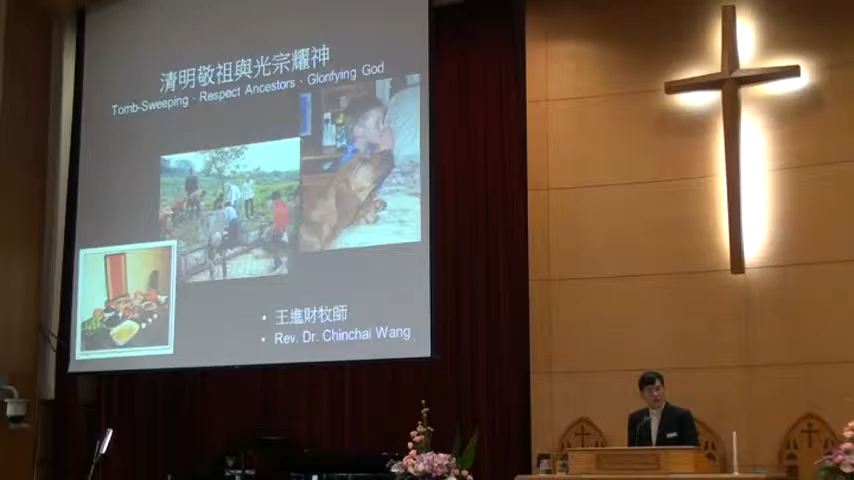 清明敬祖與光宗耀神
Tomb-Sweeping、Respect Ancestors、Glorifying God
• 王進財牧師
• Rev. Dr. Chinchai Wang